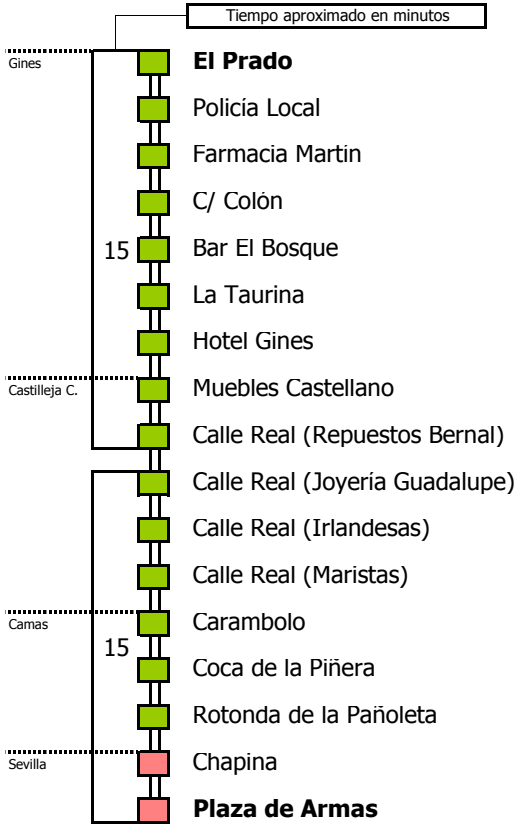 Tiempo aproximado en minutos
Gines
El Prado
Policía Local
Farmacia Martin
C/ Colón
15
Bar El Bosque
La Taurina
Hotel Gines
Castilleja C.
Muebles Castellano
Calle Real (Repuestos Bernal)
Calle Real (Joyería Guadalupe)
Calle Real (Irlandesas)
Calle Real (Maristas)
Camas
Carambolo
15
Coca de la Piñera
Rotonda de la Pañoleta
Sevilla
Chapina
Plaza de Armas